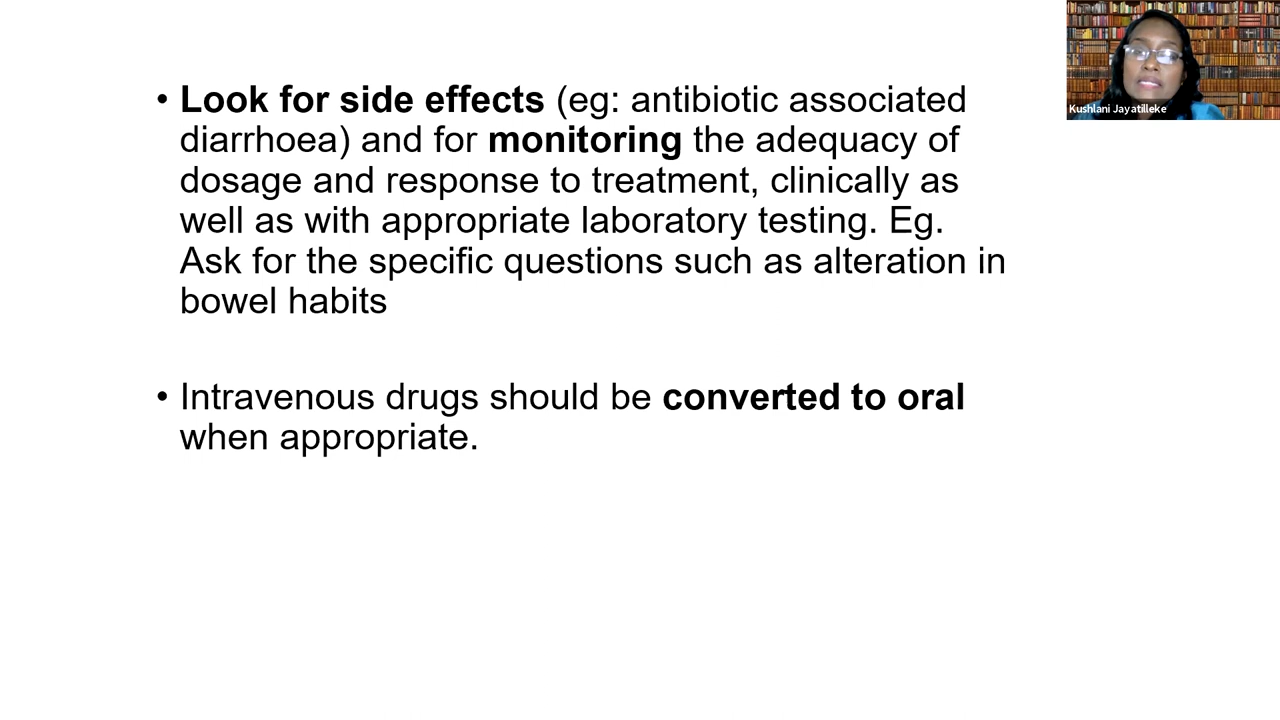 • Look for side effects (eg: antibiotic associated
diarrhoea) and for monitoring the adequacy of
dosage and response to treatment, clinically as
well as with appropriate laboratory testing. Eg.
Ask for the specific questions such as alteration in
bowel habits
• Intravenous drugs should be converted to oral
when appropriate.
Kushlani Jayatilleke